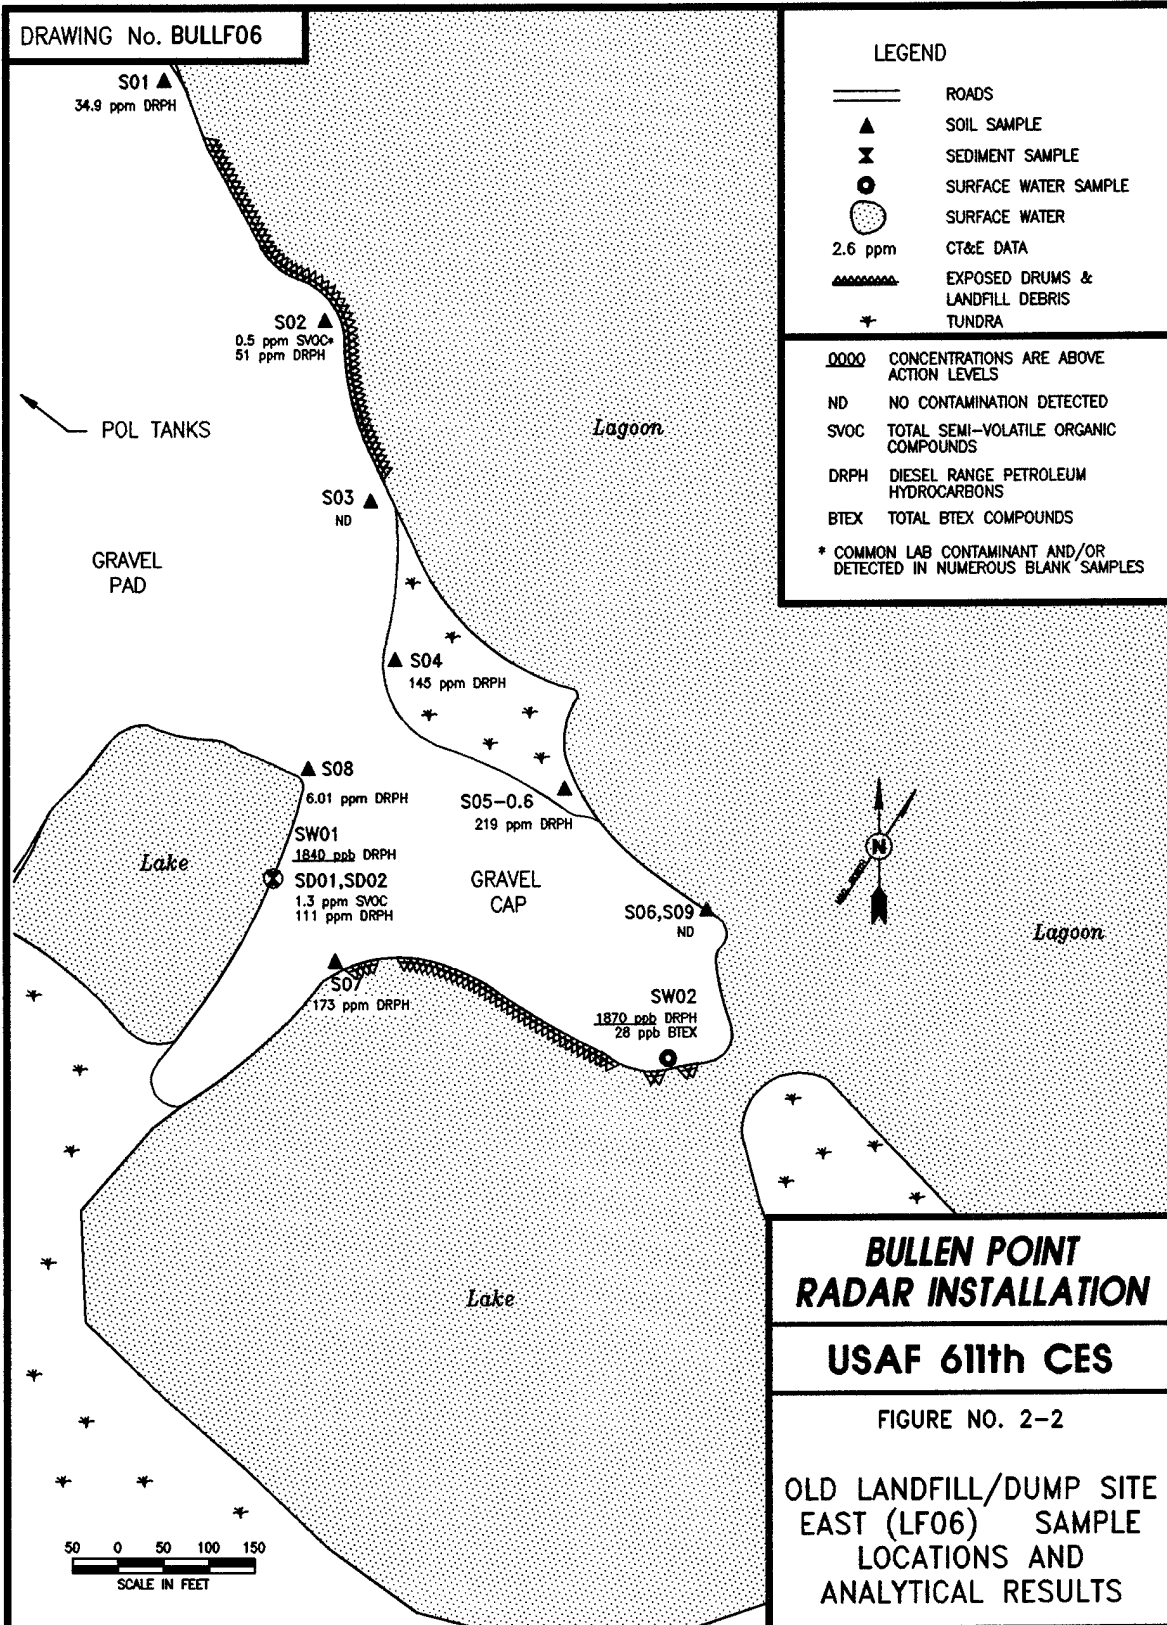 DRAWING No. BULLF06
S01
34.9 ppm DRPH
S02
0.5 ppm SVOC*
51 ppm DRPH
POL TANKS
S03
ND
GRAVEL
PAD
Lagoon
S04
145 ppm DRPH
S05-0.6
219 ppm DRPH
S08
6.01 ppm DRPH
SW01
1840 ppb DRPH
Lake
SD01,SD02
1.3 ppm SVOC
111 ppm DRPH
GRAVEL
CAP
S06,S09
ND
S07
173 ppm DRPH
SW02
1870 ppb DRPH
28 ppb BTEX
N
Lagoon
Lake
50 0 50 100 150
SCALE IN FEET
LEGEND
ROADS
SOIL SAMPLE
SEDIMENT SAMPLE
SURFACE WATER SAMPLE
SURFACE WATER
2.6 ppm CT&E DATA
EXPOSED DRUMS &
LANDFILL DEBRIS
TUNDRA
0000 CONCENTRATIONS ARE ABOVE
ACTION LEVELS
ND NO CONTAMINATION DETECTED
SVOC TOTAL SEMI-VOLATILE ORGANIC
COMPOUNDS
DRPH DIESEL RANGE PETROLEUM
HYDROCARBONS
BTEX TOTAL BTEX COMPOUNDS
* COMMON LAB CONTAMINANT AND/OR
DETECTED IN NUMEROUS BLANK SAMPLES
BULLEN POINT
RADAR INSTALLATION
USAF 611th CES
FIGURE NO. 2-2
OLD LANDFILL/DUMP SITE
EAST (LF06) SAMPLE
LOCATIONS AND
ANALYTICAL RESULTS